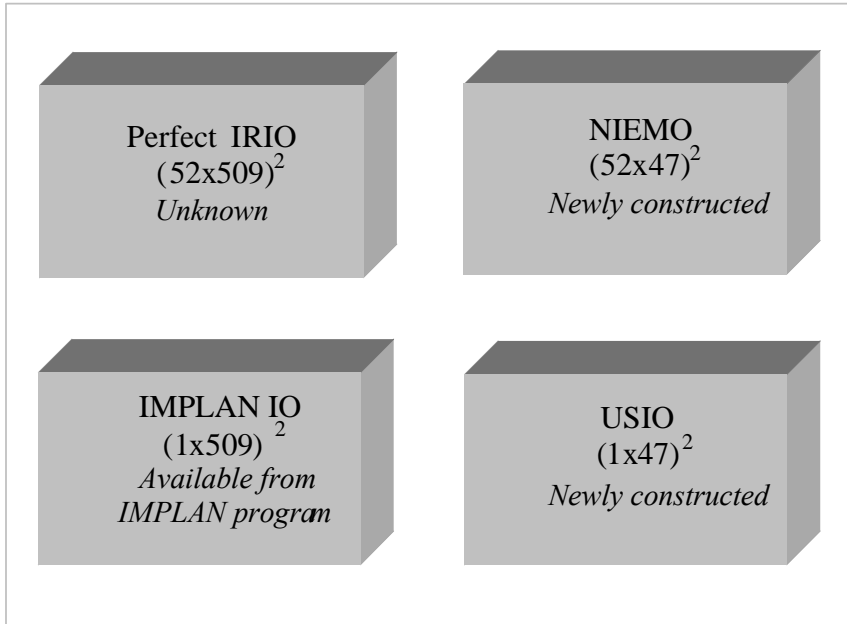 Perfect IRIO
(52x509)²
Unknown
NIEMO
(52x47)²
Newly constructed
IMPLAN IO
(1x509)²
Available from
IMPLAN program
USIO
(1x47)²
Newly constructed